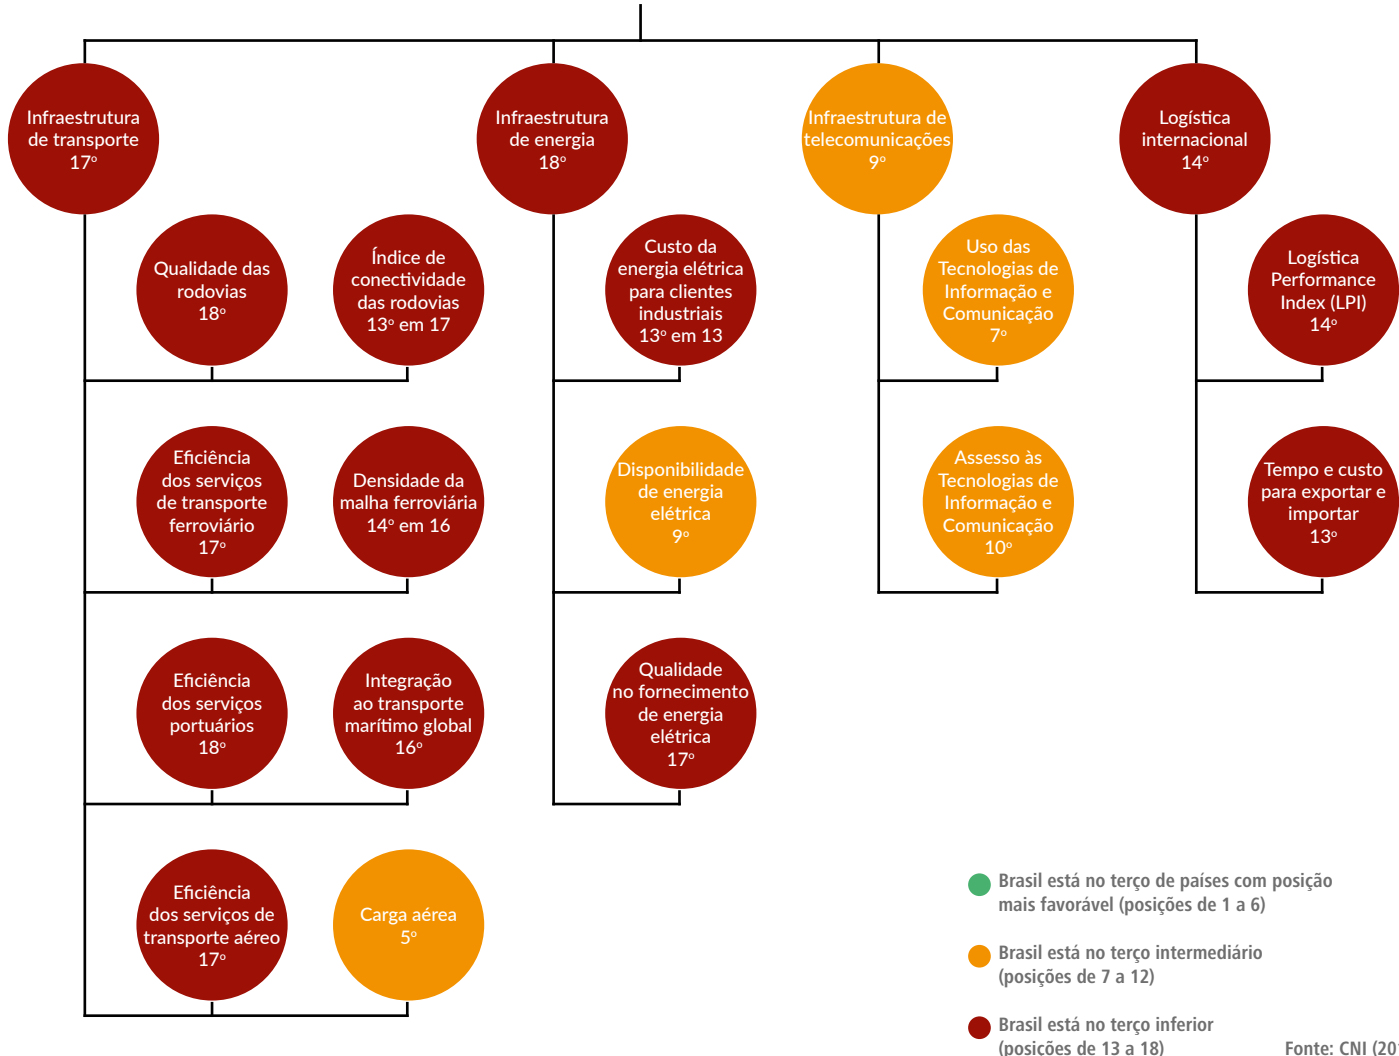 Infraestrutura
de transporte
17º
Infraestrutura
de energia
18º
Infraestrutura de
telecomunicações
9º
Logística
internacional
14º
Qualidade das
rodovias
18º
Índice de
conectividade
das rodovias
13º em 17
Custo da
energia elétrica
para clientes
industriais
13º em 13
Uso das
Tecnologias de
Informação e
Comunicação
7º
Logística
Performance
Index (LPI)
14º
Eficiência
dos serviços
de transporte
ferroviário
17º
Densidade da
malha ferroviária
14º em 16
Disponibilidade
de energia
elétrica
9º
Assesso às
Tecnologias de
Informação e
Comunicação
10º
Tempo e custo
para exportar e
importar
13º
Eficiência
dos serviços
portuários
18º
Integração
ao transporte
marítimo global
16º
Qualidade
no fornecimento
de energia
elétrica
17º
Eficiência
dos serviços de
transporte aéreo
17º
Carga aérea
5º
Brasil está no terço de países com posição
mais favorável (posições de 1 a 6)
Brasil está no terço intermediário
(posições de 7 a 12)
Brasil está no terço inferior
(posições de 13 a 18)
Fonte: CNI (20